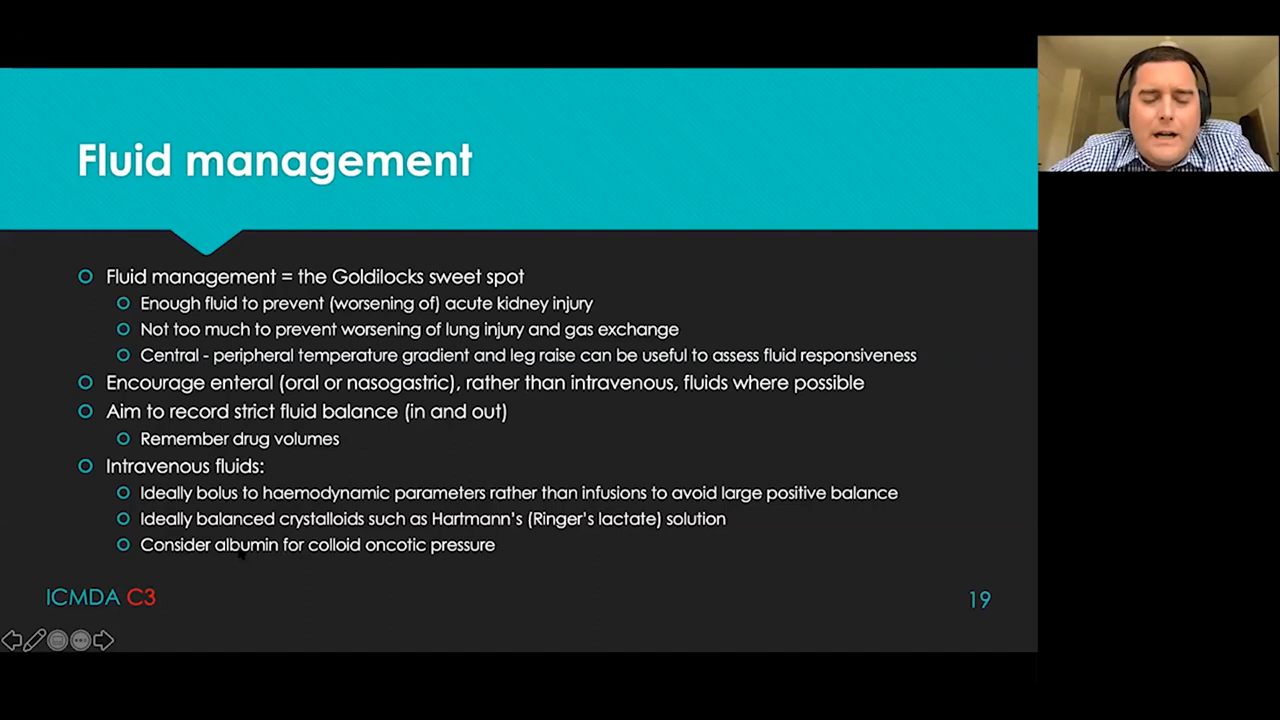 Fluid management
Fluid management = the Goldilocks sweet spot
Enough fluid to prevent (worsening of) acute kidney injury
Not too much to prevent worsening of lung injury and gas exchange
Central - peripheral temperature gradient and leg raise can be useful to assess fluid responsiveness
Encourage enteral (oral or nasogastric), rather than intravenous, fluids where possible
Aim to record strict fluid balance (in and out)
Remember drug volumes
Intravenous fluids:
Ideally bolus to haemodynamic parameters rather than infusions to avoid large positive balance
Ideally balanced crystalloids such as Hartmann's (Ringer's lactate) solution
Consider albumin for colloid oncotic pressure
ICMDA C3
19